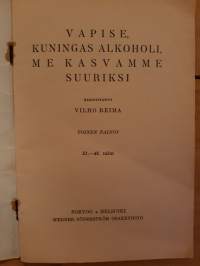 VAPISE,
KUNINGAS ALKOHOLI,
ME KASVAMME
SUURIKSI
VILHO REIMA
TOINEN PAINOS
PORVOO • HELSINKI
WERNER SÖDERSTRÖM OSAKEYHTIÖ